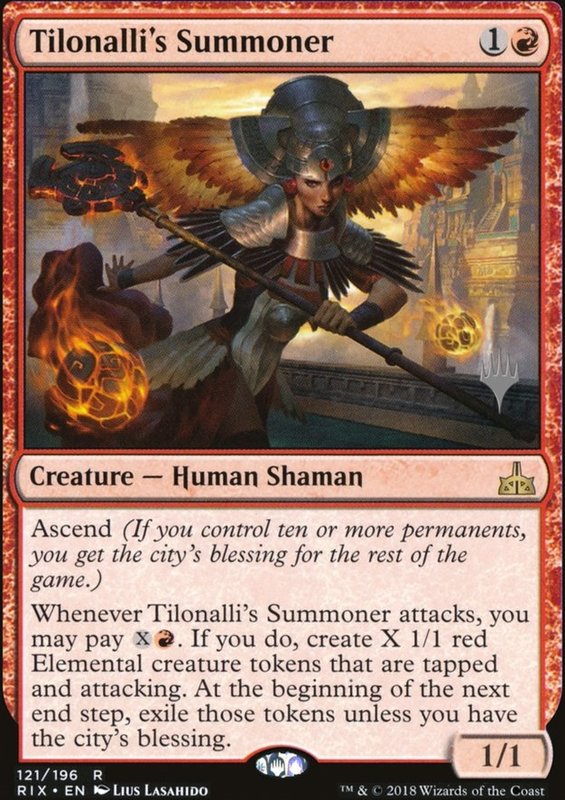 Tilonalli's Summoner 1
Creature — Human Shaman
Ascend (If you control ten or more permanents,
you get the city's blessing for the rest of the
game.)
Whenever Tilonalli's Summoner attacks, you
may pay X. If you do, create X 1/1 red
Elemental creature tokens that are tapped
and attacking. At the beginning of the next
end step, exile those tokens unless you have
the city's blessing.
1/1
121/196 R
RIX • EN Lius Lasahido
™ & © 2018 Wizards of the Coast